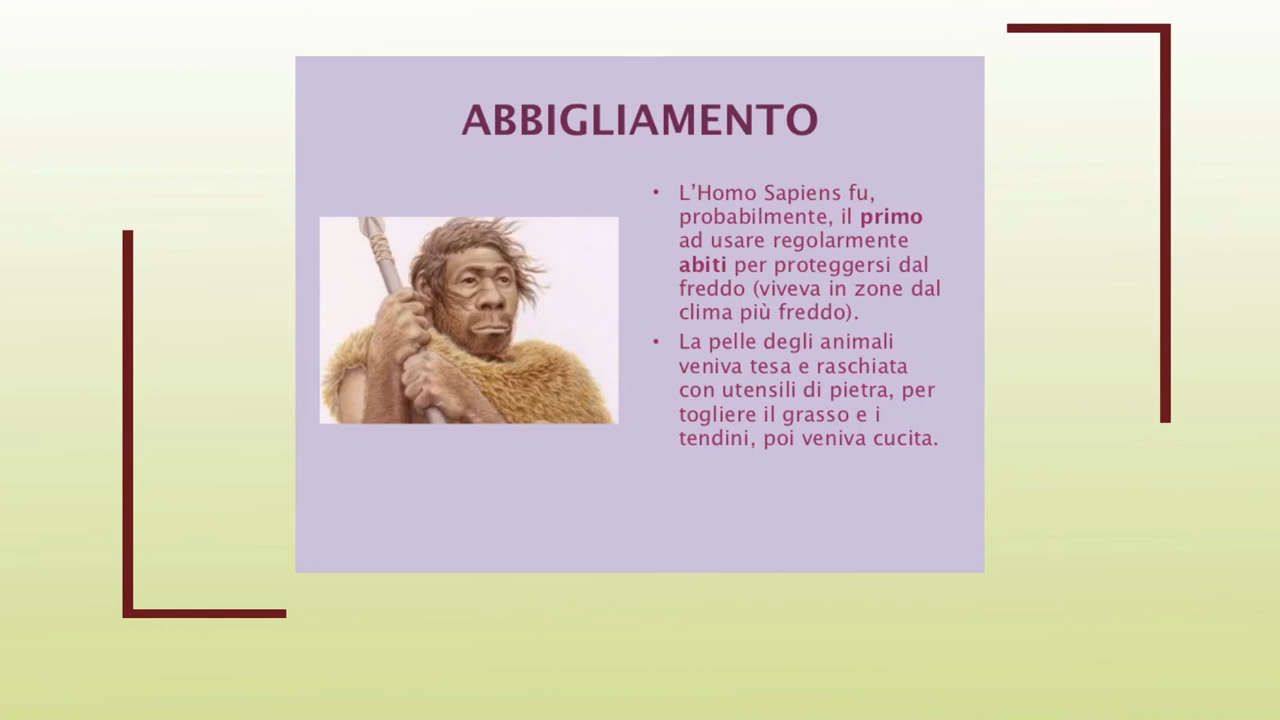 ABBIGLIAMENTO
• L’Homo Sapiens fu,
probabilmente, il primo
ad usare regolarmente
abiti per proteggersi dal
freddo (viveva in zone dal
clima più freddo).
• La pelle degli animali
veniva tesa e raschiata
con utensili di pietra, per
togliere il grasso e i
tendini, poi veniva cucita.